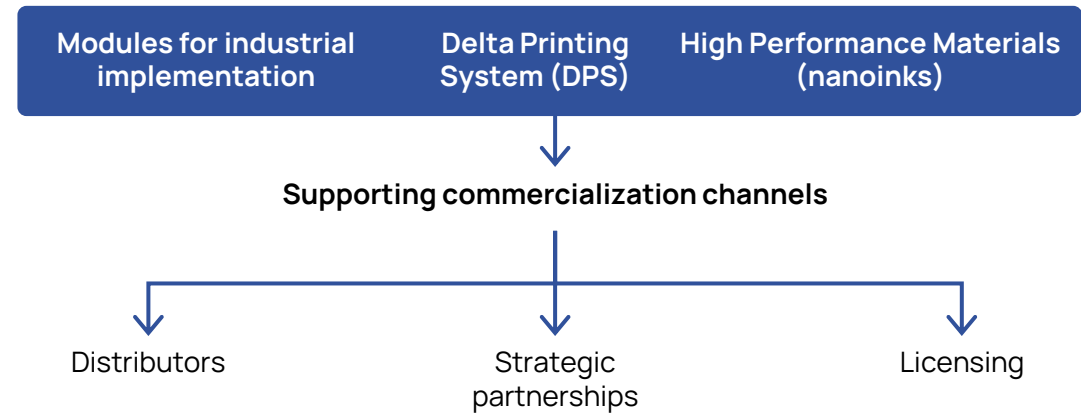 Modules for industrial
implementation
Delta Printing
System (DPS)
High Performance Materials
(nanoinks)
Supporting commercialization channels
Distributors
Strategic
partnerships
Licensing